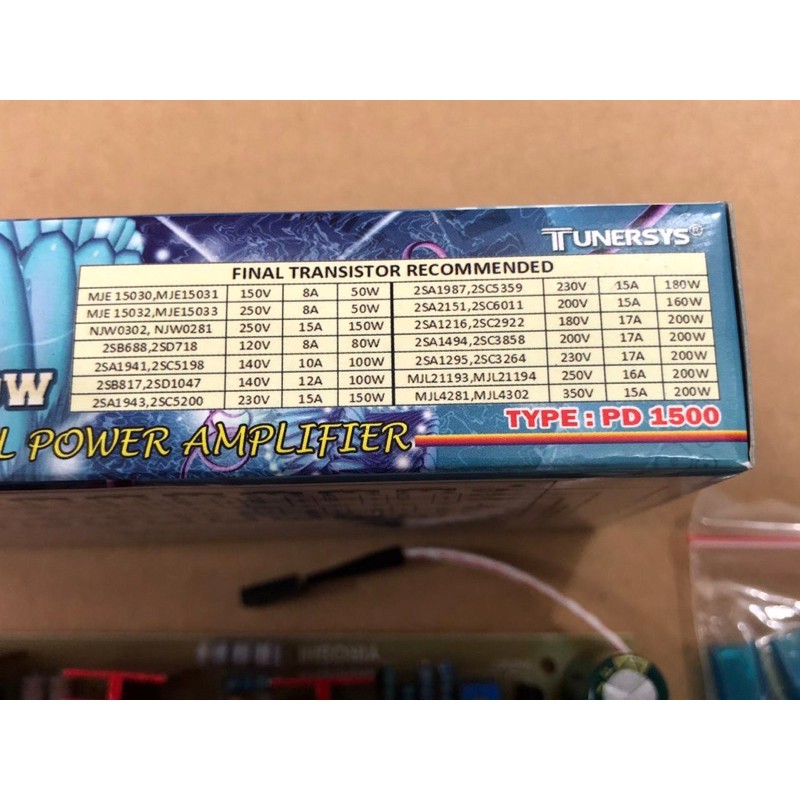 TUNERSYS®
FINAL TRANSISTOR RECOMMENDED
MJE 15030,MJE15031 150V 8A 50W
MJE 15032,MJE15033 250V 8A 50W
NJW0302, NJW0281 250V 15A 150W
2SB688,2SD718 120V 8A 80W
2SA1941,2SC5198 140V 10A 100W
2SB817,2SD1047 140V 12A 100W
2SA1943,2SC5200 230V 15A 150W
2SA1987,2SC5359 230V 15A 180W
2SA2151,2SC6011 200V 15A 160W
2SA1216,2SC2922 180V 17A 200W
2SA1494,2SC3858 200V 17A 200W
2SA1295,2SC3264 230V 17A 200W
MJL21193,MJL21194 250V 16A 200W
MJL4281,MJL4302 350V 15A 200W
W
L POWER AMPLIFIER
TYPE : PD 1500